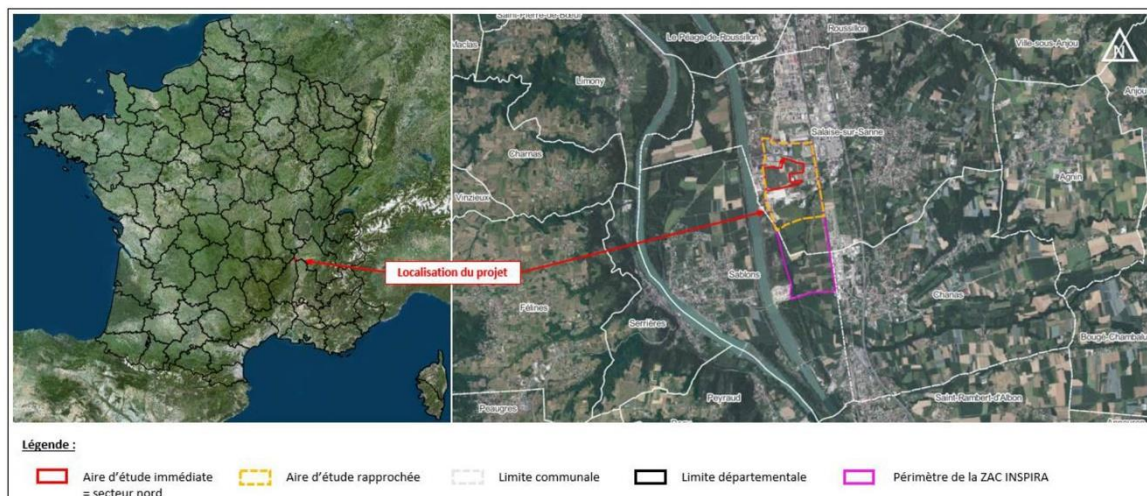 Saint-Pierre-de-Bœuf
Maclas
Le Péage-de-Roussillon
Roussillon
Ville-sous-Anjou
N
Limony
Anjou
Salaise-sur-Sanne
Charnas
Agnin
Vinzieux
Localisation du projet
Sablons
Chanas
Félines
Serrières
Bougé-Chambalud
Peyraud
Saint-Rambert-d'Albon
Peaugres
Légende :
Aire d'étude immédiate
= secteur nord
Aire d'étude rapprochée
Limite communale
Limite départementale
Périmètre de la ZAC INSPIRA